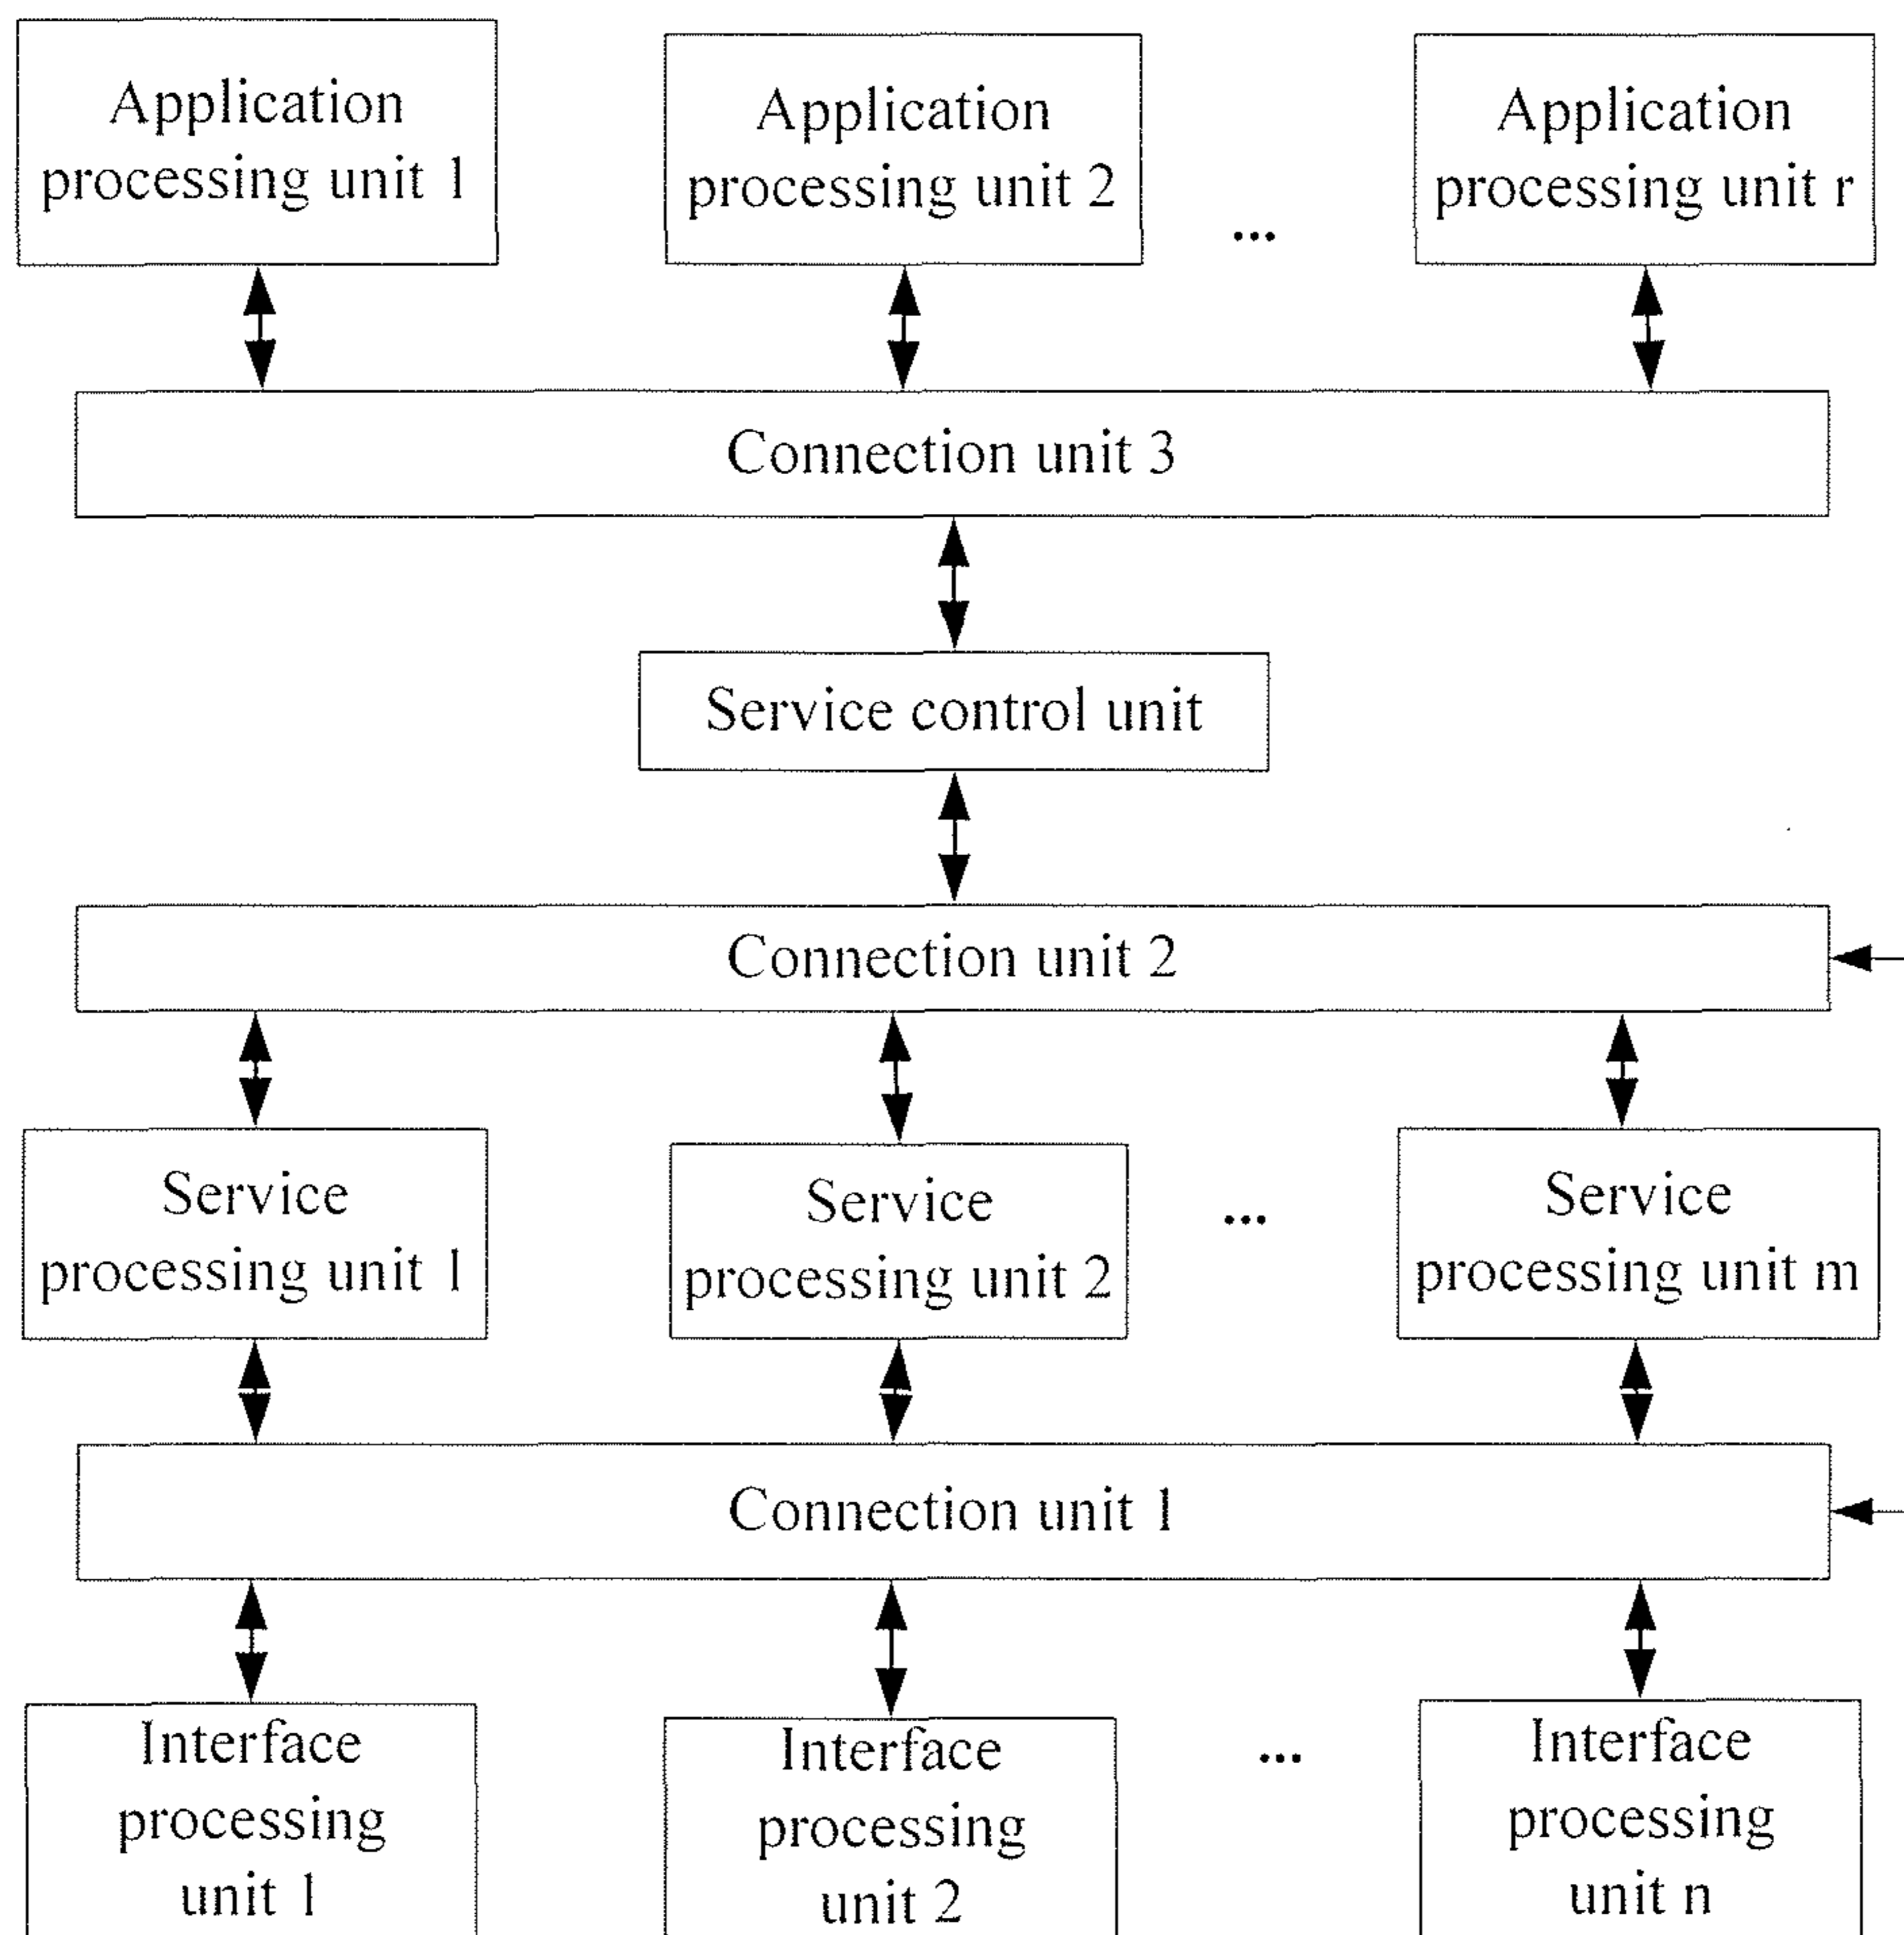 Application
processing unit 1
Application
processing unit 2
...
Application
processing unit r
Connection unit 3
Service control unit
Connection unit 2
Service
processing unit 1
Service
processing unit 2
...
Service
processing unit m
Connection unit 1
Interface
processing
unit 1
Interface
processing
unit 2
...
Interface
processing
unit n